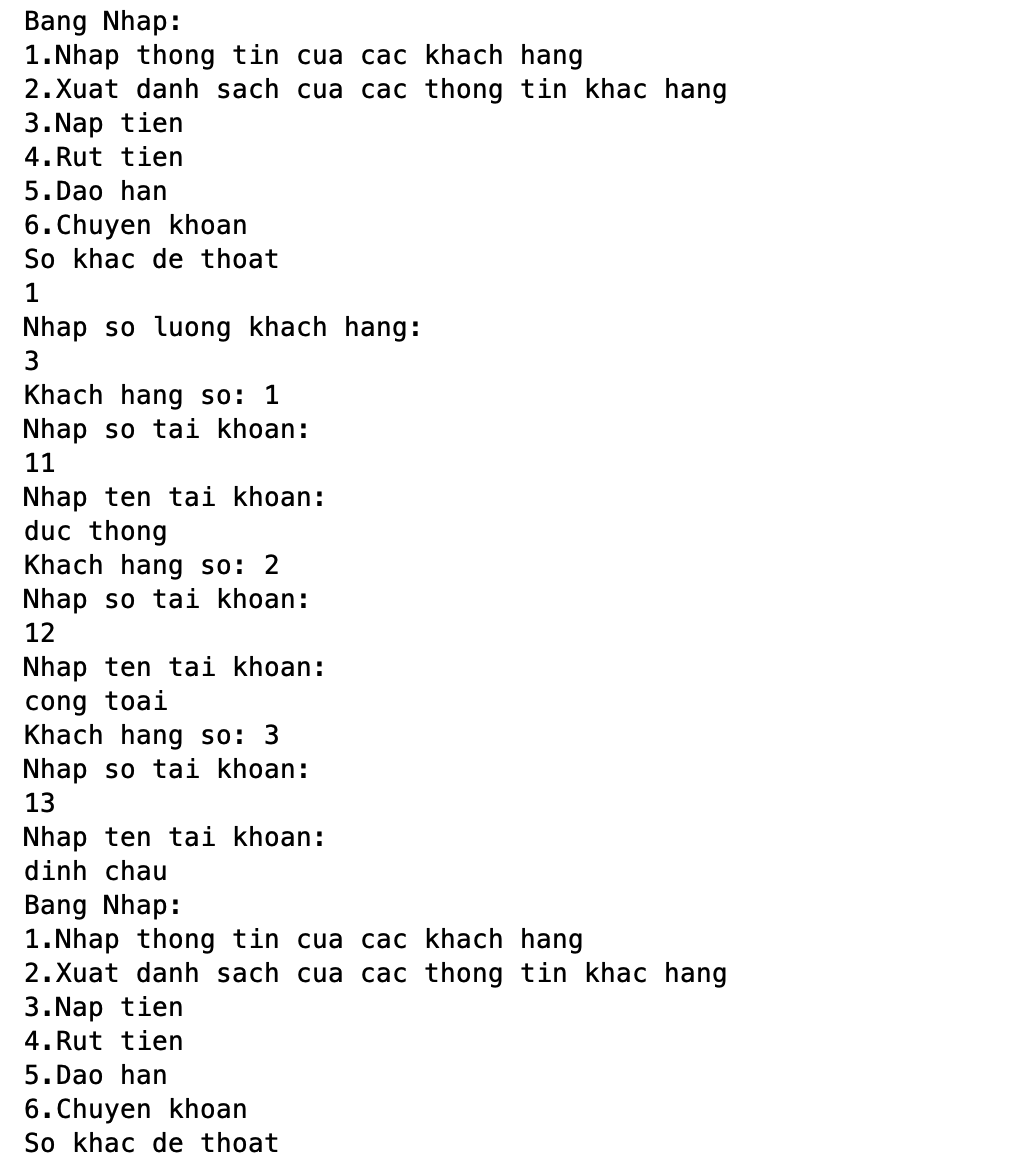 Bang Nhap:
1.Nhap thong tin cua cac khach hang
2.Xuat danh sach cua cac thong tin khac hang
3.Nap tien
4.Rut tien
5.Dao han
6.Chuyen khoan
So khac de thoat
1
Nhap so luong khach hang:
3
Khach hang so: 1
Nhap so tai khoan:
11
Nhap ten tai khoan:
duc thong
Khach hang so: 2
Nhap so tai khoan:
12
Nhap ten tai khoan:
cong toai
Khach hang so: 3
Nhap so tai khoan:
13
Nhap ten tai khoan:
dinh chau
Bang Nhap:
1.Nhap thong tin cua cac khach hang
2.Xuat danh sach cua cac thong tin khac hang
3.Nap tien
4.Rut tien
5.Dao han
6.Chuyen khoan
So khac de thoat